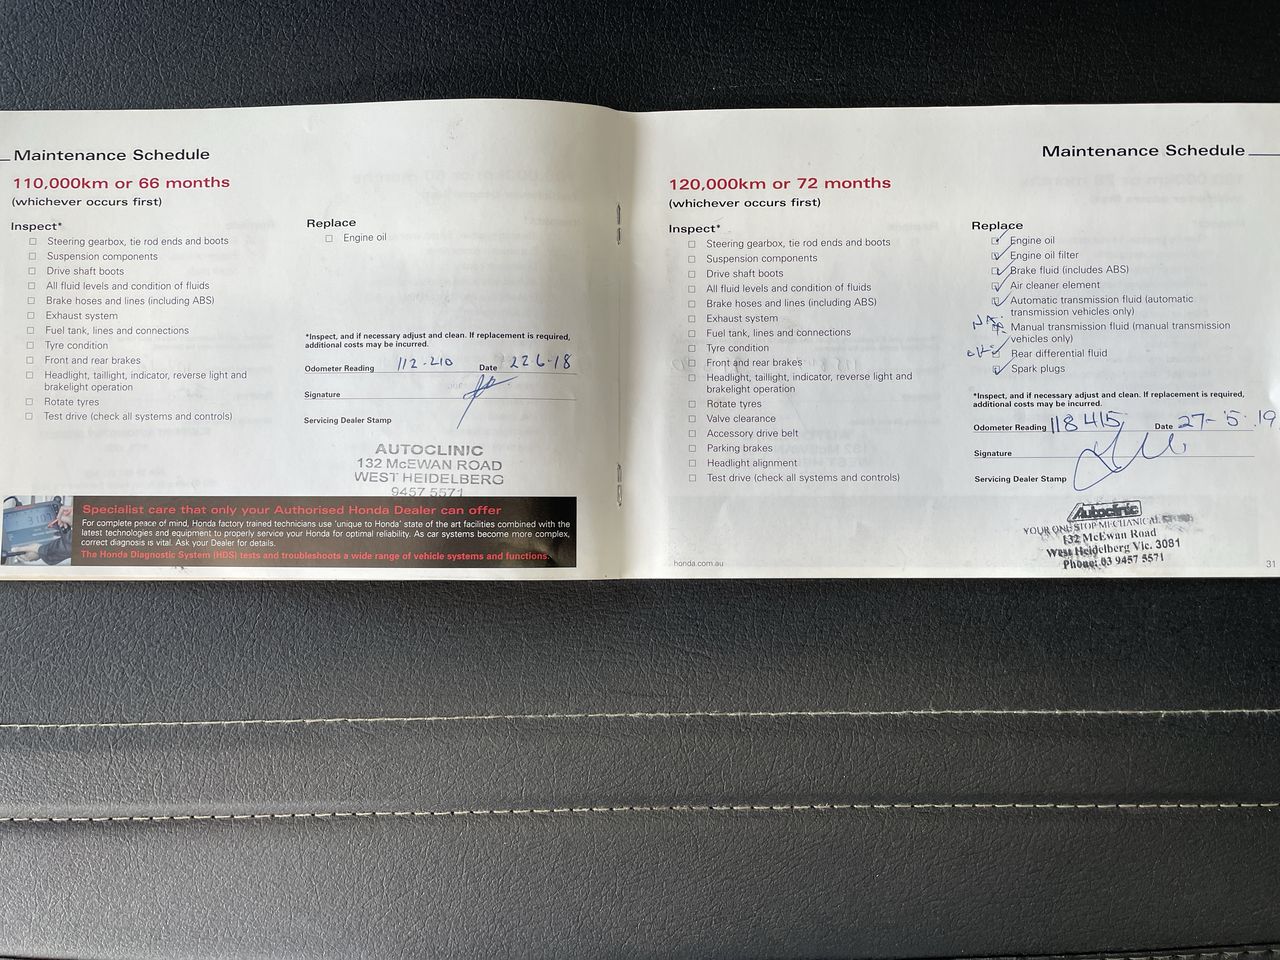 Maintenance Schedule
110,000km or 66 months
(whichever occurs first)
Inspect*
Steering gearbox, tie rod ends and boots
Suspension components
Drive shaft boots
All fluid levels and condition of fluids
Brake hoses and lines (including ABS)
Exhaust system
Fuel tank, lines and connections
Tyre condition
Front and rear brakes
Headlight, taillight, indicator, reverse light and
brakelight operation
Rotate tyres
Test drive (check all systems and controls)
Replace
Engine oil
*Inspect, and if necessary adjust and clean. If replacement is required,
additional costs may be incurred.
Odometer Reading 112-210 Date 226-18
Signature
Servicing Dealer Stamp
AUTOCLINIC
132 McEWAN ROAD
WEST HEIDELBERG
9457 5571
Specialist care that only your Authorised Honda Dealer can offer
For complete peace of mind, Honda factory trained technicians use 'unique to Honda' state of the art facilities combined with the
latest technologies and equipment to properly service your Honda for optimal reliability. As car systems become more complex,
correct diagnosis is vital. Ask your Dealer for details.
The Honda Diagnostic System (HDS) tests and troubleshoots a wide range of vehicle systems and functions.
Maintenance Schedule
120,000km or 72 months
(whichever occurs first)
Inspect*
Steering gearbox, tie rod ends and boots
Suspension components
Drive shaft boots
All fluid levels and condition of fluids
Brake hoses and lines (including ABS)
Exhaust system
Fuel tank, lines and connections
Tyre condition
Front and rear brakes
Headlight, taillight, indicator, reverse light and
brakelight operation
Rotate tyres
Valve clearance
Accessory drive belt
Parking brakes
Headlight alignment
Test drive (check all systems and controls)
Replace
Engine oil
Engine oil filter
Brake fluid (includes ABS)
Air cleaner element
Automatic transmission fluid (automatic
transmission vehicles only)
Manual transmission fluid (manual transmission
vehicles only)
Rear differential fluid
Spark plugs
*Inspect, and if necessary adjust and clean. If replacement is required,
additional costs may be incurred.
Odometer Reading 118 415 Date 27-5.19
Signature
Servicing Dealer Stamp
Autoclinic
YOUR ONE STOP MECHANICAL
132 McEwan Road
West Heidelberg Vic. 3081
Phone: 03 9457 5571
honda.com.au
31